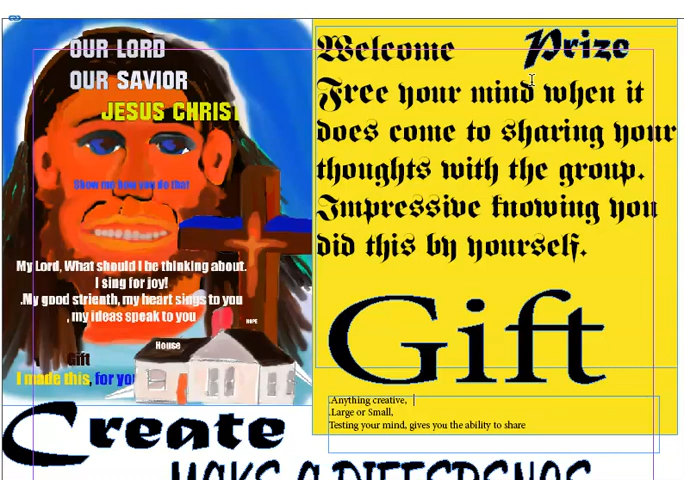 OUR LORD
OUR SAVIOR
JESUS CHRIST
Show me how you do that
My Lord, What should I be thinking about.
I sing for joy!
.My good strienth, my heart sings to you
, my ideas speak to you
HOPE
House
Gift
I made this, for you
Welcome
Prize
Free your mind when it
does come to sharing your
thoughts with the group.
Impressive knowing you
did this by yourself.
Gift
.Anything creative,
.Large or Small,
Testing your mind, gives you the ability to share
Create
MAKE A DIFFERENCE